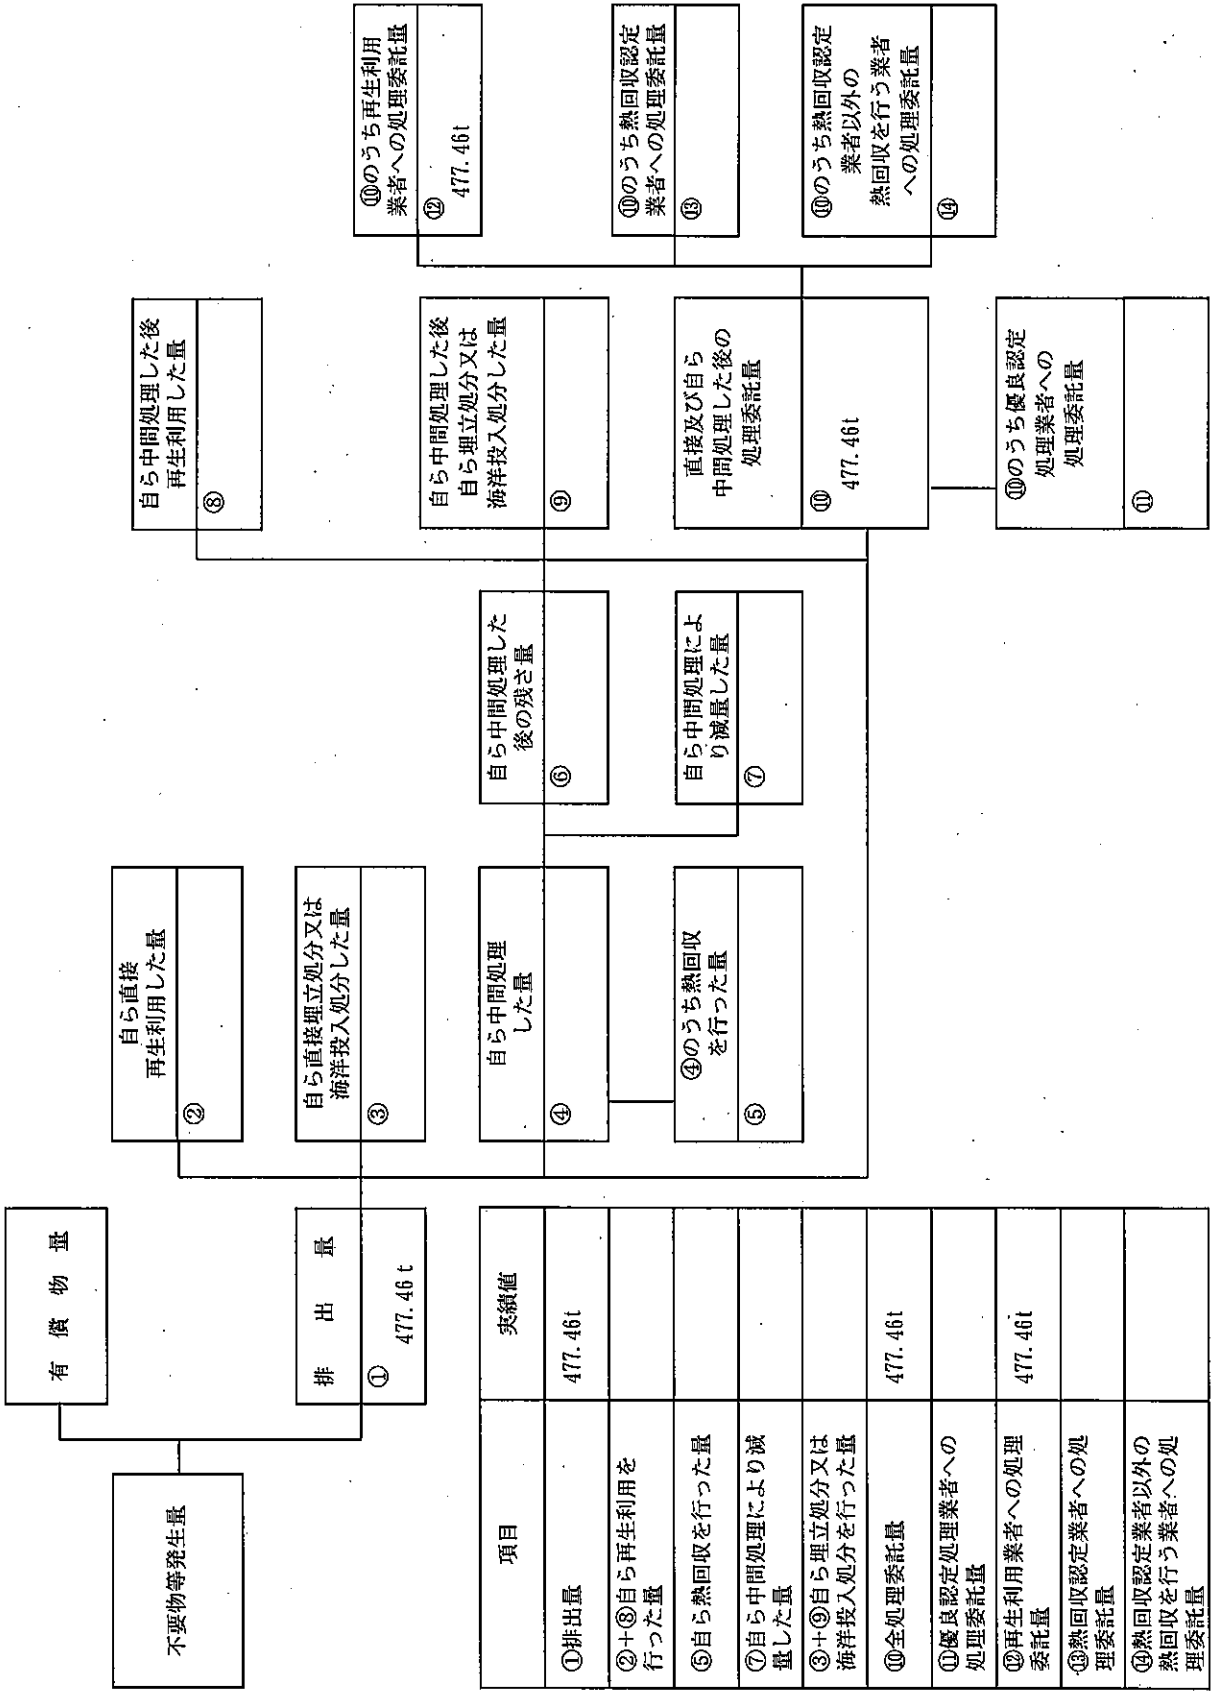 不要物等発生量
有 償 物 量
排 出 量
① 477.46 t
自ら直接
再生利用した量
②
自ら直接埋立処分又は
海洋投入処分した量
③
自ら中間処理
した量
④
④のうち熱回収
を行った量
⑤
自ら中間処理した
後の残さ量
⑥
自ら中間処理によ
り減量した量
⑦
自ら中間処理した後
再生利用した量
⑧
自ら中間処理した後
自ら埋立処分又は
海洋投入処分した量
⑨
直接及び自ら
中間処理した後の
処理委託量
⑩
477.46t
⑩のうち優良認定
処理業者への
処理委託量
⑪
⑩のうち再生利用
業者への処理委託量
⑫
477.46t
⑩のうち熱回収認定
業者への処理委託量
⑬
⑩のうち熱回収認定
業者以外の
熱回収を行う業者
への処理委託量
⑭
項目 実績値
①排出量 477.46t
②+⑧自ら再生利用を
行った量
⑤自ら熱回収を行った量
⑦自ら中間処理により減
量した量
③+⑨自ら埋立処分又は
海洋投入処分を行った量
⑩全処理委託量 477.46t
⑪優良認定処理業者への
処理委託量
⑫再生利用業者への処理
委託量 477.46t
⑬熱回収認定業者への処
理委託量
⑭熱回収認定業者以外の
熱回収を行う業者への処
理委託量